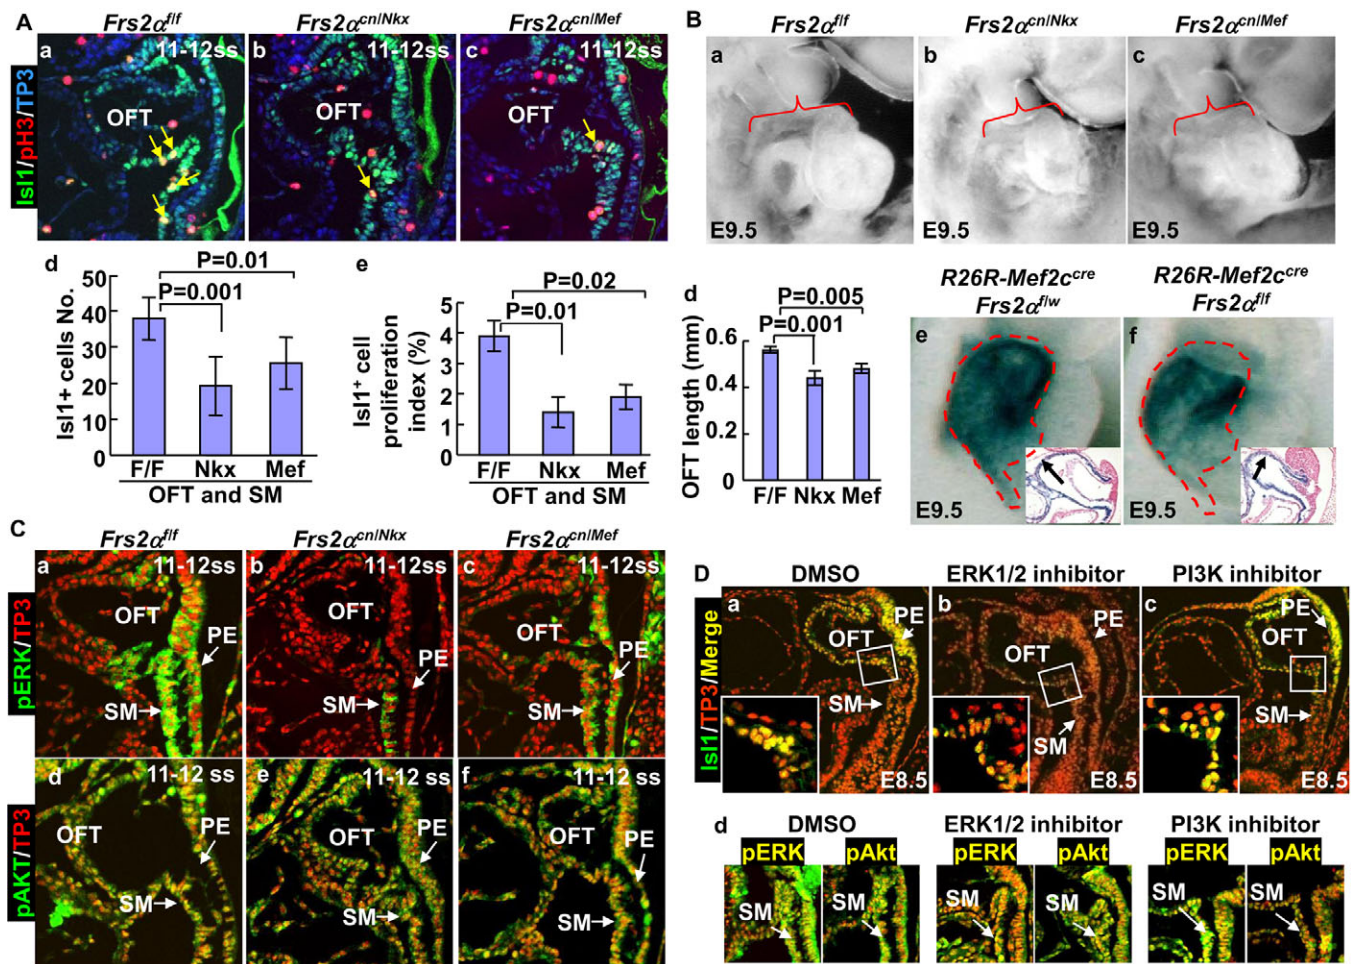 A
Frs2α^f/f
Frs2α^cn/Nkx
Frs2α^cn/Mef
Isl1/pH3/TP3
a
11-12ss
OFT
b
11-12ss
OFT
c
11-12ss
OFT
d
Isl1+ cells No.
50
40
30
20
10
0
P=0.01
P=0.001
F/F Nkx Mef
OFT and SM
e
Isl1⁺ cell
proliferation
index (%)
5
4
3
2
1
0
P=0.02
P=0.01
F/F Nkx Mef
OFT and SM
B
Frs2α^f/f
Frs2α^cn/Nkx
Frs2α^cn/Mef
a
E9.5
b
E9.5
c
E9.5
d
OFT length (mm)
0.6
0.4
0.2
0
P=0.005
P=0.001
F/F Nkx Mef
R26R-Mef2c^cre
Frs2α^f/w
e
E9.5
R26R-Mef2c^cre
Frs2α^f/f
f
E9.5
C
Frs2α^f/f
Frs2α^cn/Nkx
Frs2α^cn/Mef
pERK/TP3
a
11-12ss
OFT
PE
SM
b
11-12ss
OFT
PE
SM
c
11-12ss
OFT
PE
SM
pAKT/TP3
d
11-12 ss
OFT
PE
SM
e
11-12 ss
OFT
PE
SM
f
11-12 ss
OFT
PE
SM
D
DMSO
ERK1/2 inhibitor
PI3K inhibitor
Isl1/TP3/Merge
a
PE
OFT
SM
E8.5
b
PE
OFT
SM
E8.5
c
PE
OFT
SM
E8.5
d
DMSO
ERK1/2 inhibitor
PI3K inhibitor
pERK
pAkt
pERK
pAkt
pERK
pAkt
SM
SM
SM
SM
SM
SM